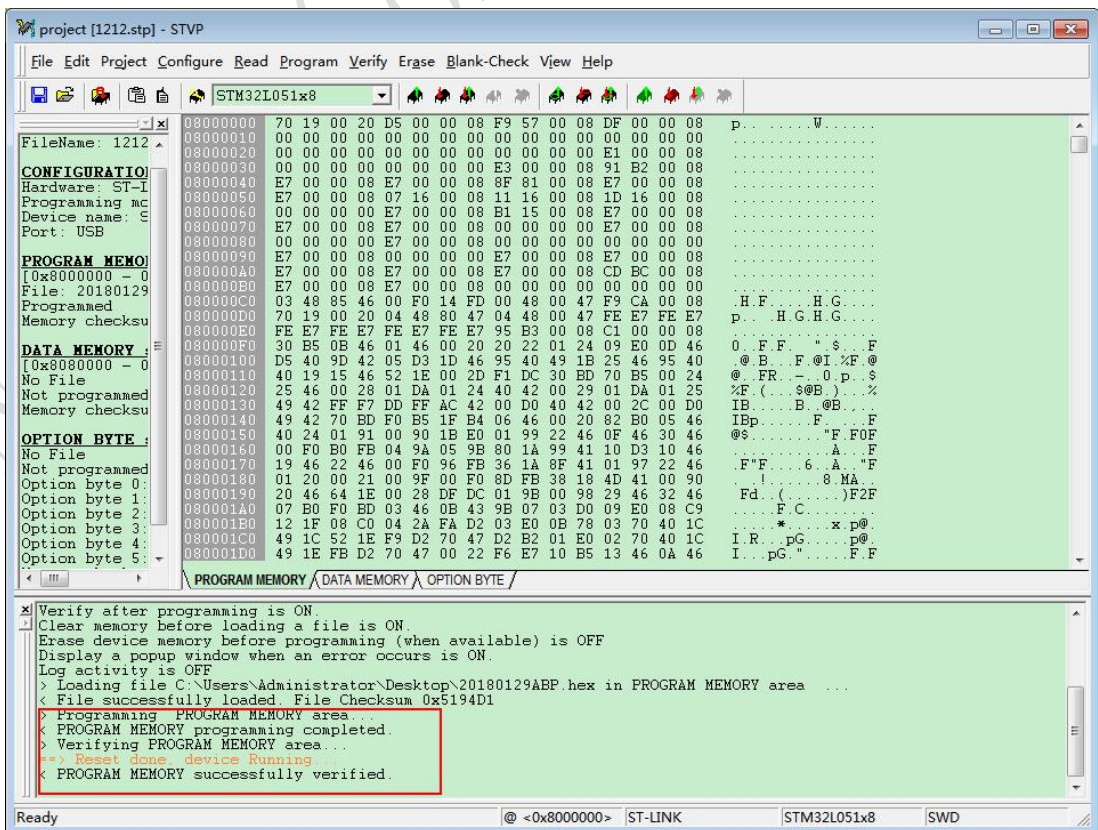 project [1212.stp] - STVP
File Edit Project Configure Read Program Verify Erase Blank-Check View Help
STM32L051x8
FileName: 1212
CONFIGURATIO
Hardware: ST-I
Programming mc
Device name: S
Port: USB
PROGRAM MEMO
[0x8000000 - 0
File: 20180129
Programmed
Memory checksu
DATA MEMORY :
[0x8080000 - 0
No File
Not programmed
Memory checksu
OPTION BYTE :
No File
Not programmed
Option byte 0:
Option byte 1:
Option byte 2:
Option byte 3:
Option byte 4:
Option byte 5:
08000000 70 19 00 20 D5 00 00 08 F9 57 00 08 DF 00 00 08 p.. .....W......
08000010 00 00 00 00 00 00 00 00 00 00 00 00 00 00 00 00 ................
08000020 00 00 00 00 00 00 00 00 00 00 00 00 E1 00 00 08 ................
08000030 00 00 00 00 00 00 00 00 E3 00 00 08 91 B2 00 08 ................
08000040 E7 00 00 08 E7 00 00 08 8F 81 00 08 E7 00 00 08 ................
08000050 E7 00 00 08 07 16 00 08 11 16 00 08 1D 16 00 08 ................
08000060 00 00 00 00 E7 00 00 08 B1 15 00 08 E7 00 00 08 ................
08000070 E7 00 00 08 E7 00 00 08 00 00 00 00 E7 00 00 08 ................
08000080 00 00 00 00 E7 00 00 08 00 00 00 00 00 00 00 00 ................
08000090 E7 00 00 08 00 00 00 00 E7 00 00 08 E7 00 00 08 ................
080000A0 E7 00 00 08 E7 00 00 08 E7 00 00 08 CD BC 00 08 ................
080000B0 E7 00 00 08 E7 00 00 08 00 00 00 00 00 00 00 00 ................
080000C0 03 48 85 46 00 F0 14 FD 00 48 00 47 F9 CA 00 08 .H.F.....H.G....
080000D0 70 19 00 20 04 48 80 47 04 48 00 47 FE E7 FE E7 p.. .H.G.H.G....
080000E0 FE E7 FE E7 FE E7 FE E7 95 B3 00 08 C1 00 00 08 ................
080000F0 30 B5 0B 46 01 46 00 20 20 22 01 24 09 E0 0D 46 0..F.F.  ".$...F
08000100 D5 40 9D 42 05 D3 1D 46 95 40 49 1B 25 46 95 40 .@.B...F.@I.%F.@
08000110 40 19 15 46 52 1E 00 2D F1 DC 30 BD 70 B5 00 24 @..FR..-..0.p..$
08000120 25 46 00 28 01 DA 01 24 40 42 00 29 01 DA 01 25 %F.(...$@B.)...%
08000130 49 42 FF F7 DD FF AC 42 00 D0 40 42 00 2C 00 D0 IB.....B..@B.,..
08000140 49 42 70 BD F0 B5 1F B4 06 46 00 20 82 B0 05 46 IBp......F. ...F
08000150 40 24 01 91 00 90 1B E0 01 99 22 46 0F 46 30 46 @$........"F.F0F
08000160 00 F0 B0 FB 04 9A 05 9B 80 1A 99 41 10 D3 10 46 ...........A...F
08000170 19 46 22 46 00 F0 96 FB 36 1A 8F 41 01 97 22 46 .F"F....6..A.."F
08000180 01 20 00 21 00 9F 00 F0 8D FB 38 18 4D 41 00 90 . .!......8.MA..
08000190 20 46 64 1E 00 28 DF DC 01 9B 00 98 29 46 32 46  Fd..(......)F2F
080001A0 07 B0 F0 BD 03 46 0B 43 9B 07 03 D0 09 E0 08 C9 .....F.C........
080001B0 12 1F 08 C0 04 2A FA D2 03 E0 0B 78 03 70 40 1C .....*.....x.p@.
080001C0 49 1C 52 1E F9 D2 70 47 D2 B2 01 E0 02 70 40 1C I.R...pG.....p@.
080001D0 49 1E FB D2 70 47 00 22 F6 E7 10 B5 13 46 0A 46 I...pG.".....F.F
PROGRAM MEMORY DATA MEMORY OPTION BYTE
Verify after programming is ON.
Clear memory before loading a file is ON.
Erase device memory before programming (when available) is OFF
Display a popup window when an error occurs is ON.
Log activity is OFF
> Loading file C:\Users\Administrator\Desktop\20180129ABP.hex in PROGRAM MEMORY area ...
< File successfully loaded. File Checksum 0x5194D1
> Programming PROGRAM MEMORY area...
< PROGRAM MEMORY programming completed.
> Verifying PROGRAM MEMORY area...
==> Reset done, device Running...
< PROGRAM MEMORY successfully verified.
Ready @ <0x8000000> ST-LINK STM32L051x8 SWD